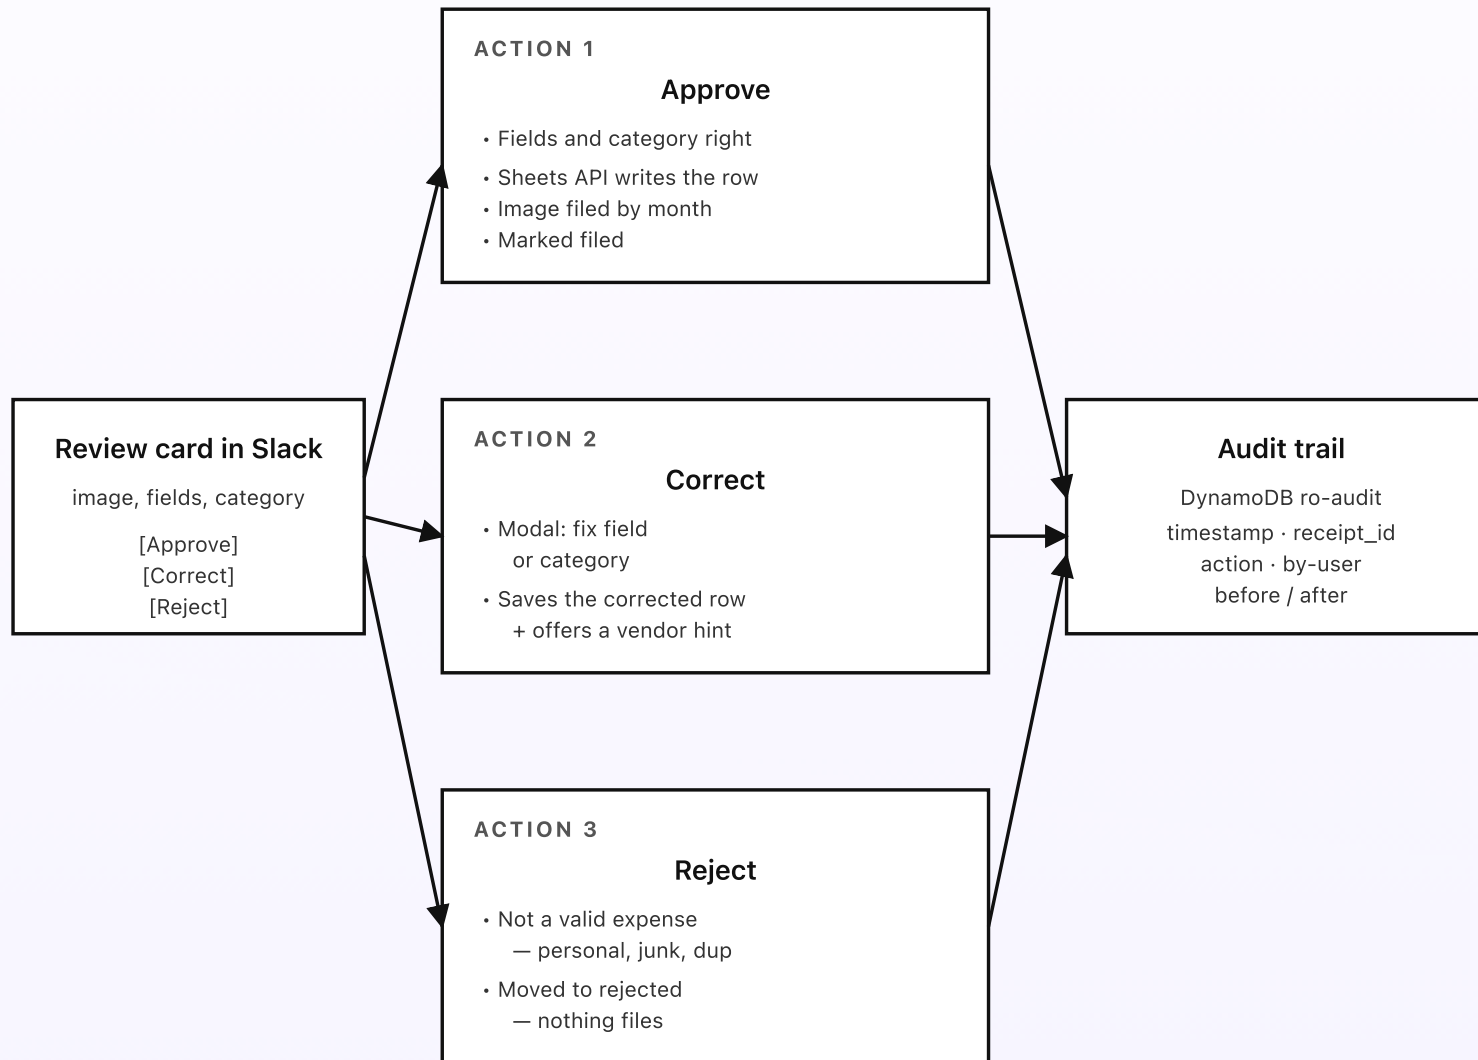 ACTION 1
Approve
• Fields and category right
• Sheets API writes the row
• Image filed by month
• Marked filed
Review card in Slack
image, fields, category
[Approve]
[Correct]
[Reject]
ACTION 2
Correct
• Modal: fix field
or category
• Saves the corrected row
+ offers a vendor hint
Audit trail
DynamoDB ro-audit
timestamp · receipt_id
action · by-user
before / after
ACTION 3
Reject
• Not a valid expense
— personal, junk, dup
• Moved to rejected
— nothing files